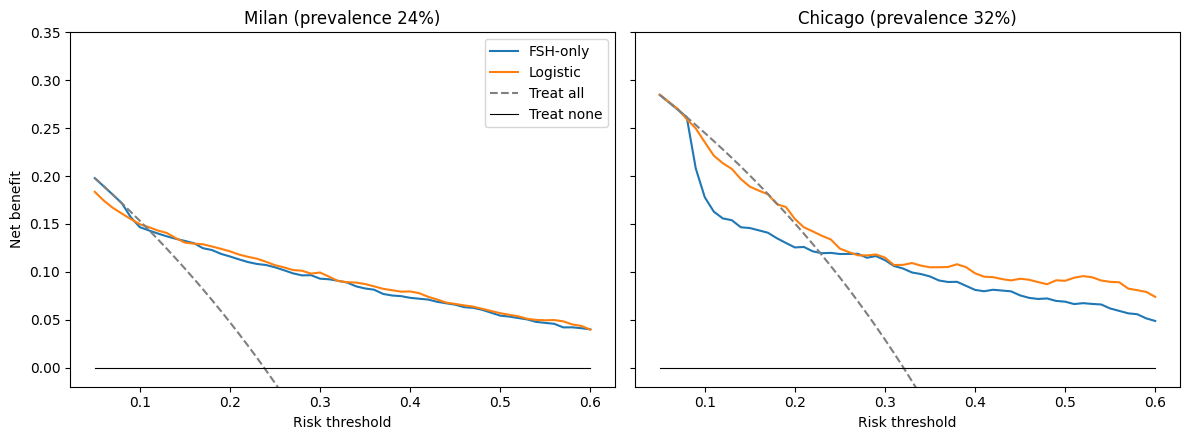 Milan (prevalence 24%)
Chicago (prevalence 32%)
Net benefit
0.35
0.30
0.25
0.20
0.15
0.10
0.05
0.00
FSH-only
Logistic
Treat all
Treat none
0.1 0.2 0.3 0.4 0.5 0.6
Risk threshold
0.1 0.2 0.3 0.4 0.5 0.6
Risk threshold